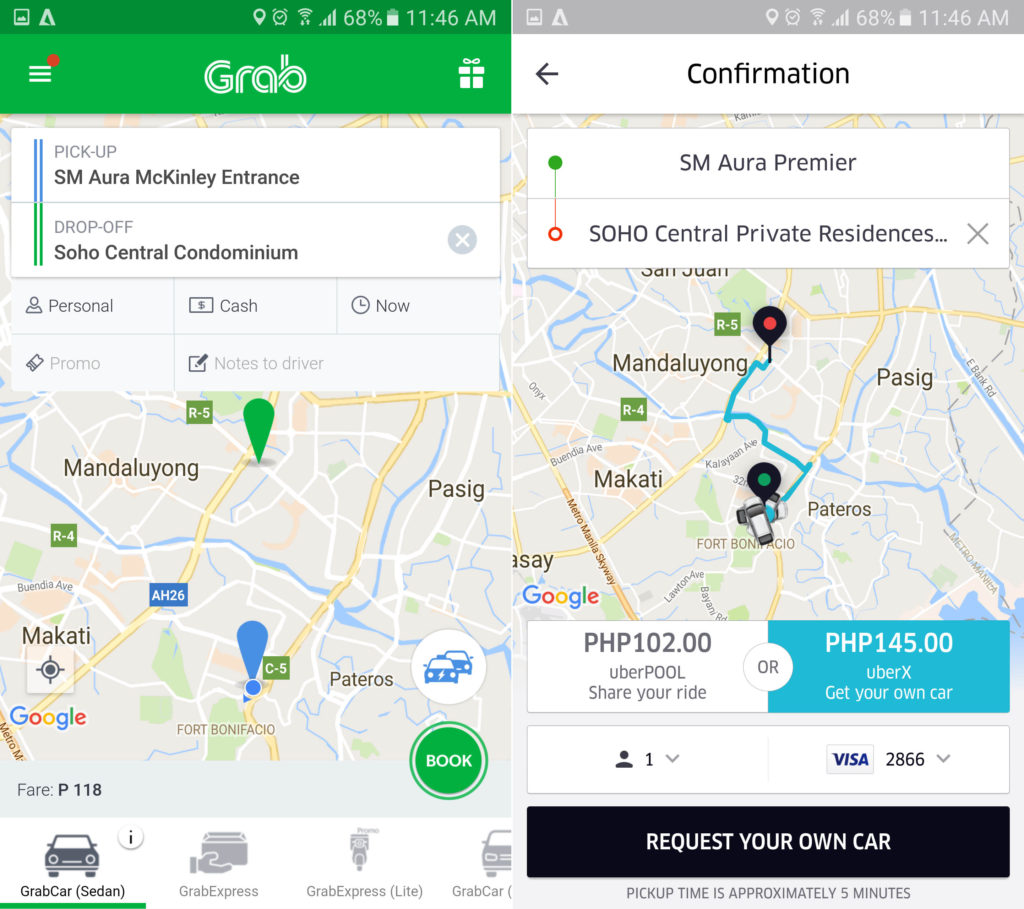 68% 11:46 AM
Grab
PICK-UP
SM Aura McKinley Entrance
DROP-OFF
Soho Central Condominium
Personal
Cash
Now
Promo
Notes to driver
R-5
Mandaluyong
Pasig
R-4
Buendia Ave
AH26
Makati
C-5
Pateros
Google
FORT BONIFACIO
Metro M
BOOK
Fare: P 118
i
Promo
GrabCar (Sedan)
GrabExpress
GrabExpress (Lite)
GrabCar (
68% 11:46 AM
Confirmation
SM Aura Premier
SOHO Central Private Residences...
San Juan
R-5
Mandaluyong
Pasig
E Bank Rd
Onyx
R-4
Kalayaan Ave
Buendia Ave
Makati
32n
Metro Manila Skyway
Pateros
FORT BONIFACIO
asay
METRO MANILA
Lawton Ave
Bayani Rd
Google
PHP102.00
uberPOOL
Share your ride
OR
PHP145.00
uberX
Get your own car
1
VISA 2866
REQUEST YOUR OWN CAR
PICKUP TIME IS APPROXIMATELY 5 MINUTES